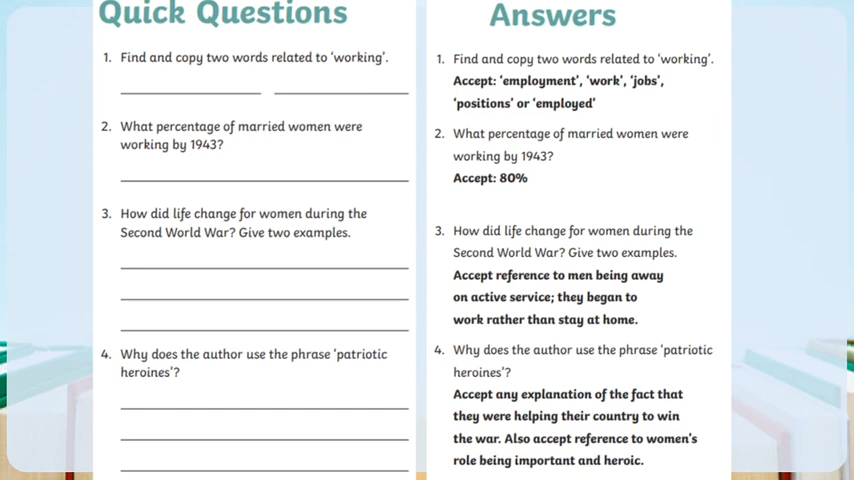 Quick Questions
1. Find and copy two words related to ‘working’.
2. What percentage of married women were
working by 1943?
3. How did life change for women during the
Second World War? Give two examples.
4. Why does the author use the phrase ‘patriotic
heroines’?
Answers
1. Find and copy two words related to ‘working’.
Accept: ‘employment’, ‘work’, ‘jobs’,
‘positions’ or ‘employed’
2. What percentage of married women were
working by 1943?
Accept: 80%
3. How did life change for women during the
Second World War? Give two examples.
Accept reference to men being away
on active service; they began to
work rather than stay at home.
4. Why does the author use the phrase ‘patriotic
heroines’?
Accept any explanation of the fact that
they were helping their country to win
the war. Also accept reference to women’s
role being important and heroic.